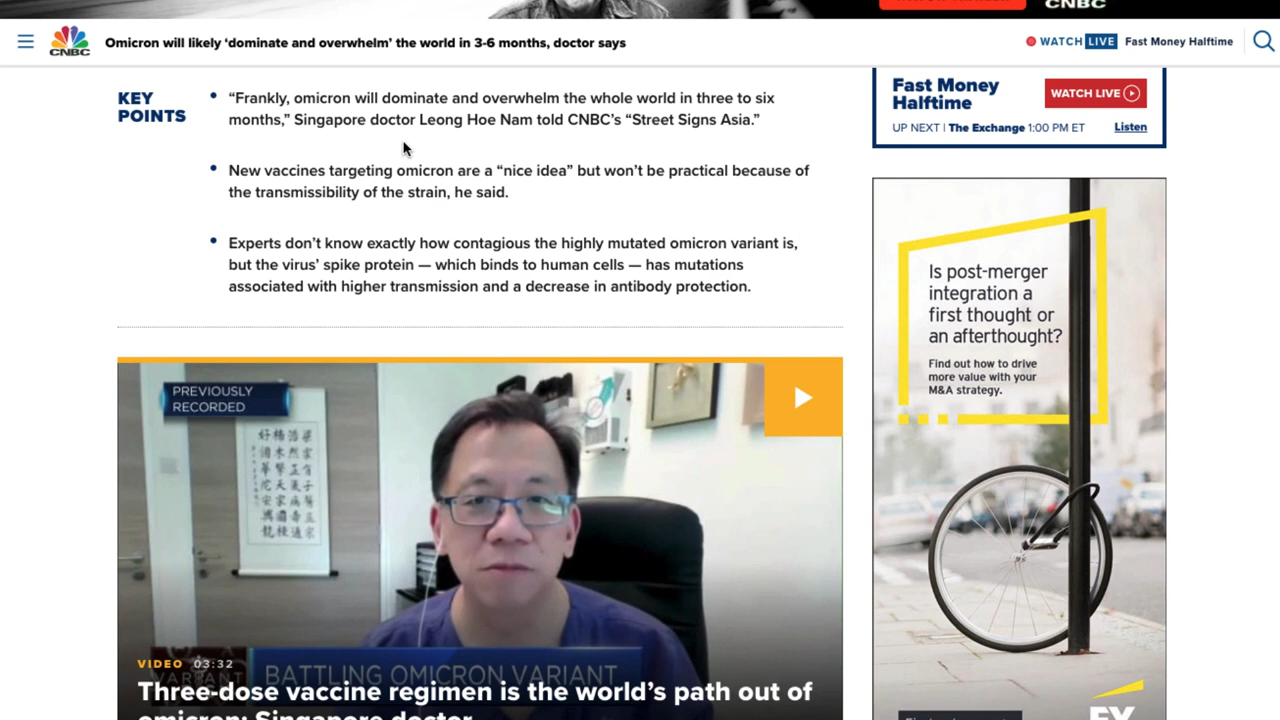 CNBC
CNBC
Omicron will likely ‘dominate and overwhelm’ the world in 3-6 months, doctor says
WATCH LIVE Fast Money Halftime
KEY
POINTS
“Frankly, omicron will dominate and overwhelm the whole world in three to six
months,” Singapore doctor Leong Hoe Nam told CNBC’s “Street Signs Asia.”
New vaccines targeting omicron are a “nice idea” but won’t be practical because of
the transmissibility of the strain, he said.
Experts don’t know exactly how contagious the highly mutated omicron variant is,
but the virus’ spike protein — which binds to human cells — has mutations
associated with higher transmission and a decrease in antibody protection.
Fast Money
Halftime
WATCH LIVE
UP NEXT | The Exchange 1:00 PM ET
Listen
Is post-merger
integration a
first thought or
an afterthought?
Find out how to drive
more value with your
M&A strategy.
EY
PREVIOUSLY
RECORDED
VIDEO 03:32
BATTLING OMICRON VARIANT
Three-dose vaccine regimen is the world’s path out of
omicron: Singapore doctor